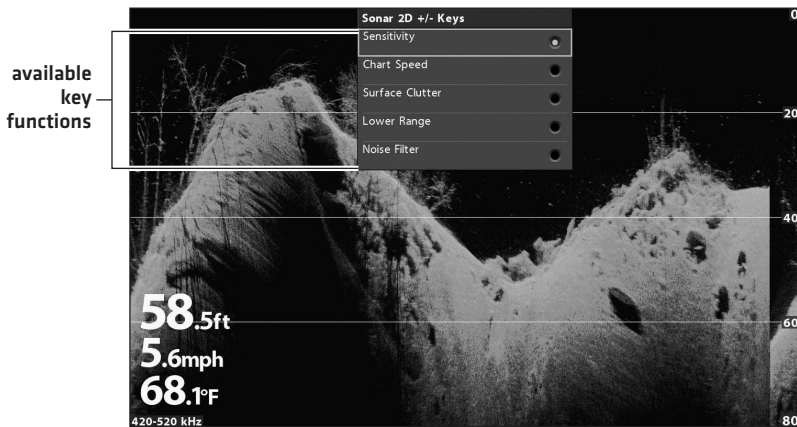 Sonar 2D +/- Keys
Sensitivity
Chart Speed
Surface Clutter
Lower Range
Noise Filter
available
key
functions
0
20
40
60
80
58.5ft
5.6mph
68.1°F
420-520 kHz